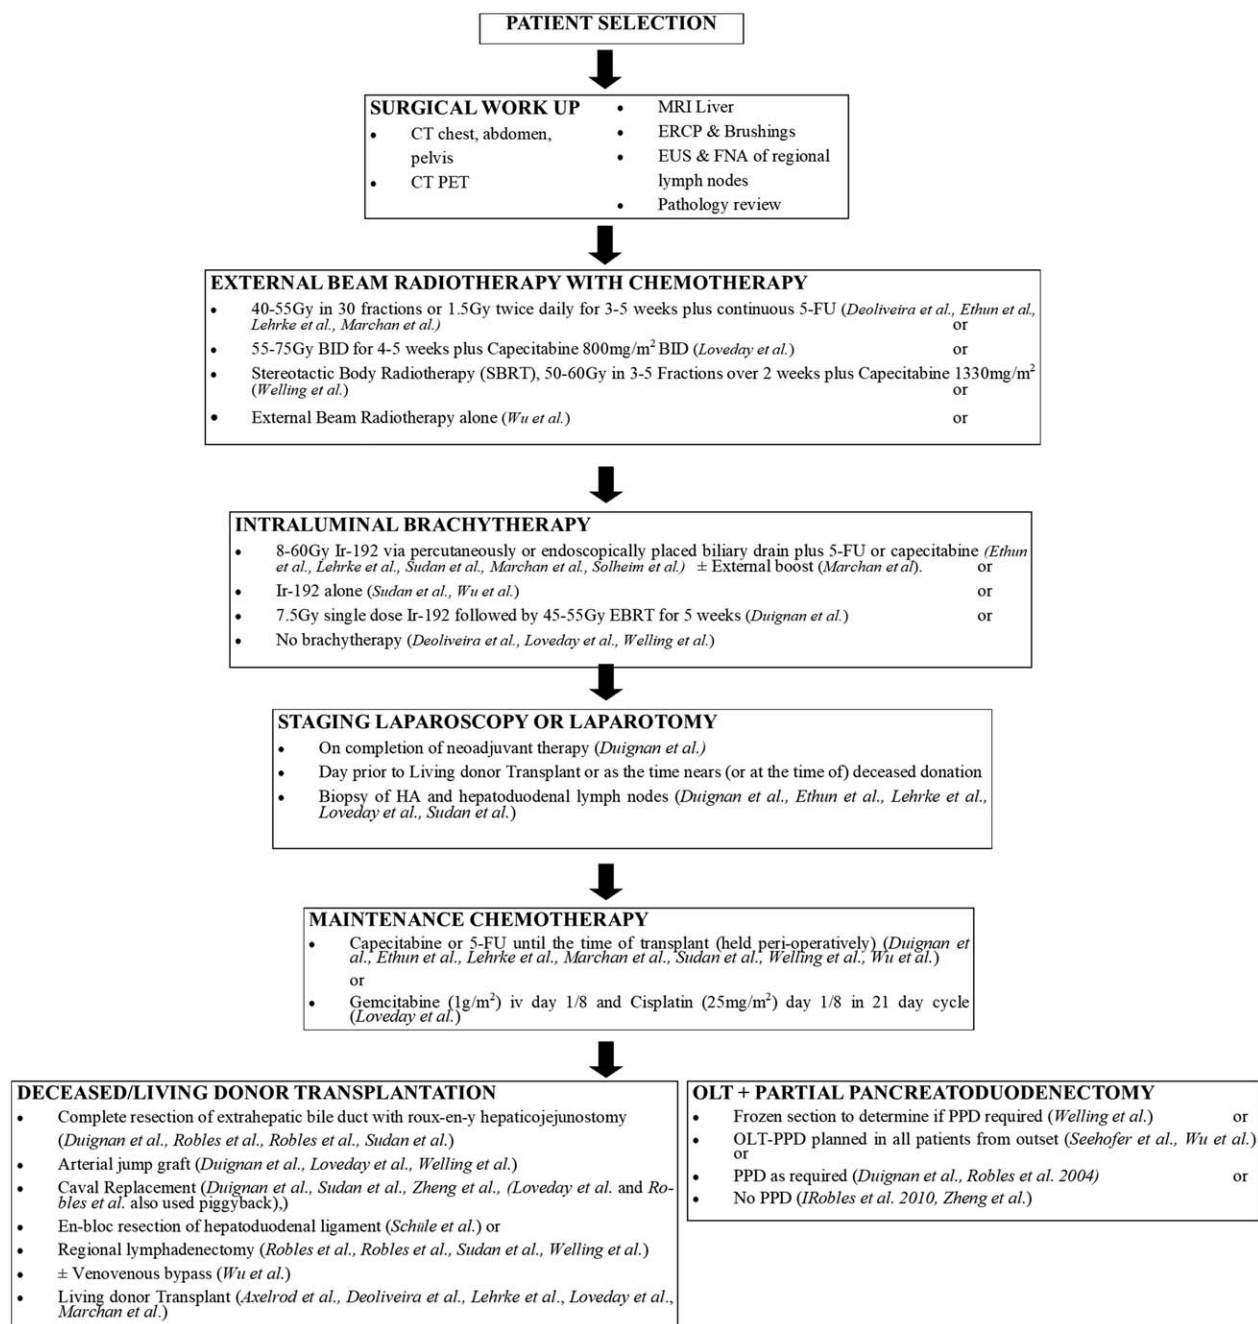 PATIENT SELECTION
SURGICAL WORK UP
• CT chest, abdomen,
pelvis
• CT PET
• MRI Liver
• ERCP & Brushings
• EUS & FNA of regional
lymph nodes
• Pathology review
EXTERNAL BEAM RADIOTHERAPY WITH CHEMOTHERAPY
• 40-55Gy in 30 fractions or 1.5Gy twice daily for 3-5 weeks plus continuous 5-FU (Deoliveira et al., Ethun et al.,
Lehrke et al., Marchan et al.) or
• 55-75Gy BID for 4-5 weeks plus Capecitabine 800mg/m² BID (Loveday et al.) or
• Stereotactic Body Radiotherapy (SBRT), 50-60Gy in 3-5 Fractions over 2 weeks plus Capecitabine 1330mg/m²
(Welling et al.) or
• External Beam Radiotherapy alone (Wu et al.) or
INTRALUMINAL BRACHYTHERAPY
• 8-60Gy Ir-192 via percutaneously or endoscopically placed biliary drain plus 5-FU or capecitabine (Ethun
et al., Lehrke et al., Sudan et al., Marchan et al., Solheim et al.) ± External boost (Marchan et al). or
• Ir-192 alone (Sudan et al., Wu et al.) or
• 7.5Gy single dose Ir-192 followed by 45-55Gy EBRT for 5 weeks (Duignan et al.) or
• No brachytherapy (Deoliveira et al., Loveday et al., Welling et al.)
STAGING LAPAROSCOPY OR LAPAROTOMY
• On completion of neoadjuvant therapy (Duignan et al.)
• Day prior to Living donor Transplant or as the time nears (or at the time of) deceased donation
• Biopsy of HA and hepatoduodenal lymph nodes (Duignan et al., Ethun et al., Lehrke et al.,
Loveday et al., Sudan et al.)
MAINTENANCE CHEMOTHERAPY
• Capecitabine or 5-FU until the time of transplant (held peri-operatively) (Duignan et
al., Ethun et al., Lehrke et al., Marchan et al., Sudan et al., Welling et al., Wu et al.)
or
• Gemcitabine (1g/m²) iv day 1/8 and Cisplatin (25mg/m²) day 1/8 in 21 day cycle
(Loveday et al.)
DECEASED/LIVING DONOR TRANSPLANTATION
• Complete resection of extrahepatic bile duct with roux-en-y hepaticojejunostomy
(Duignan et al., Robles et al., Robles et al., Sudan et al.)
• Arterial jump graft (Duignan et al., Loveday et al., Welling et al.)
• Caval Replacement (Duignan et al., Sudan et al., Zheng et al., (Loveday et al. and Ro-
bles et al. also used piggyback),)
• En-bloc resection of hepatoduodenal ligament (Schüle et al.) or
• Regional lymphadenectomy (Robles et al., Robles et al., Sudan et al., Welling et al.)
• ± Venovenous bypass (Wu et al.)
• Living donor Transplant (Axelrod et al., Deoliveira et al., Lehrke et al., Loveday et al.,
Marchan et al.)
OLT + PARTIAL PANCREATODUODENECTOMY
• Frozen section to determine if PPD required (Welling et al.) or
• OLT-PPD planned in all patients from outset (Seehofer et al., Wu et al.)
or
• PPD as required (Duignan et al., Robles et al. 2004) or
• No PPD (IRobles et al. 2010, Zheng et al.)